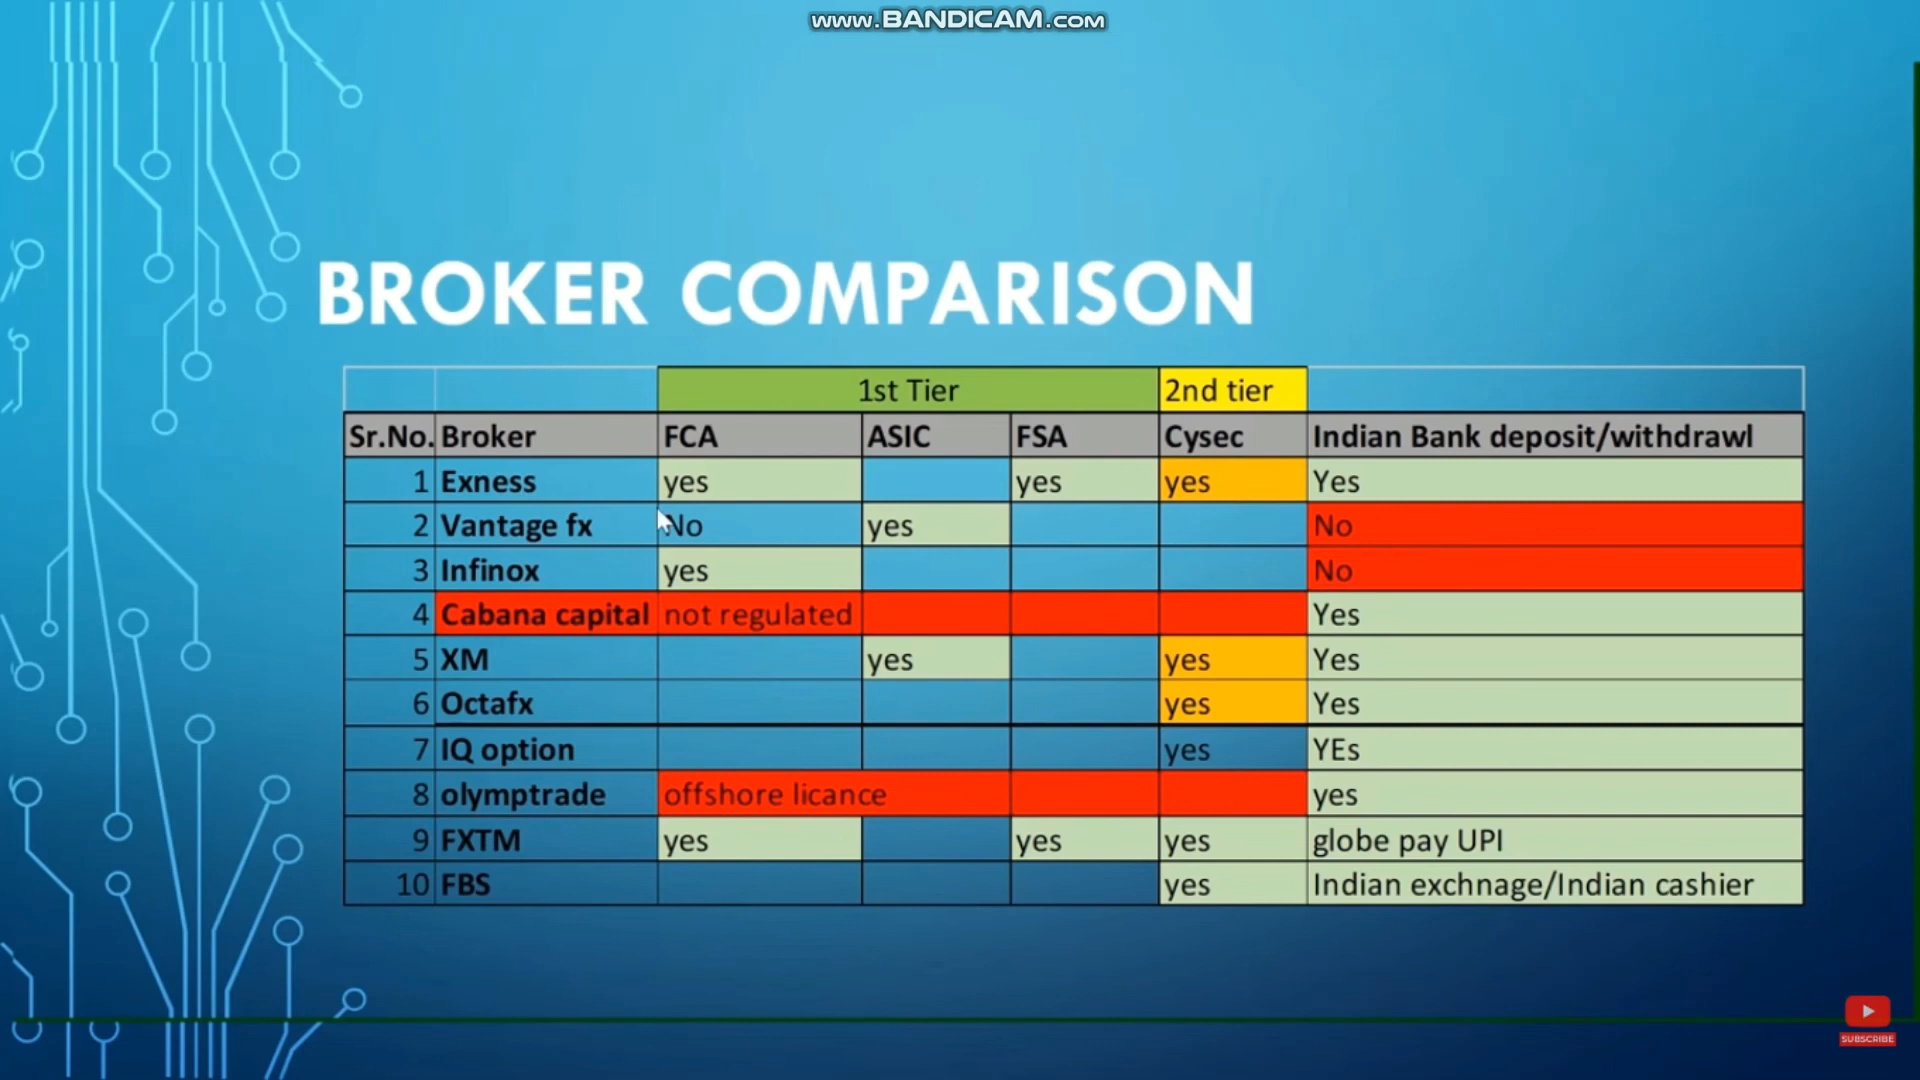 www.BANDICAM.com
BROKER COMPARISON
1st Tier 2nd tier
Sr.No. Broker FCA ASIC FSA Cysec Indian Bank deposit/withdrawl
1 Exness yes yes yes Yes
2 Vantage fx No yes No
3 Infinox yes No
4 Cabana capital not regulated Yes
5 XM yes yes Yes
6 Octafx yes Yes
7 IQ option yes YEs
8 olymptrade offshore licance yes
9 FXTM yes yes yes globe pay UPI
10 FBS yes Indian exchnage/Indian cashier
SUBSCRIBE